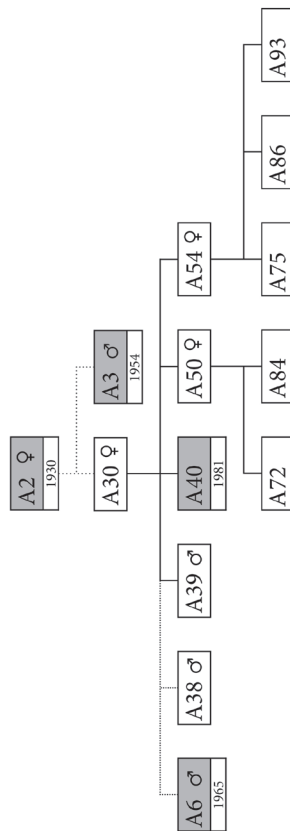 A2 ♀
1930
A30 ♀
A3 ♂
1954
A6 ♂
1965
A38 ♂
A39 ♂
A40
1981
A50 ♀
A54 ♀
A72
A84
A75
A86
A93